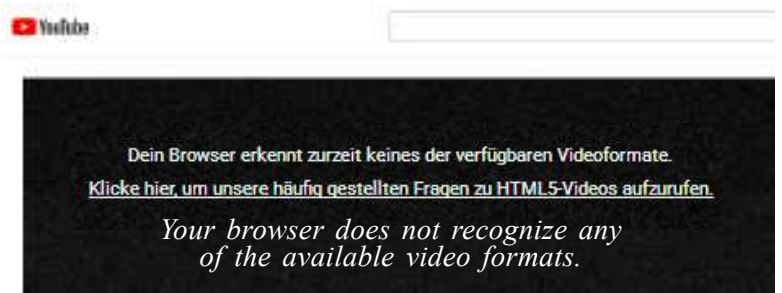 YouTube
Dein Browser erkennt zurzeit keines der verfügbaren Videoformate.
Klicke hier, um unsere häufig gestellten Fragen zu HTML5-Videos aufzurufen.
Your browser does not recognize any
of the available video formats.